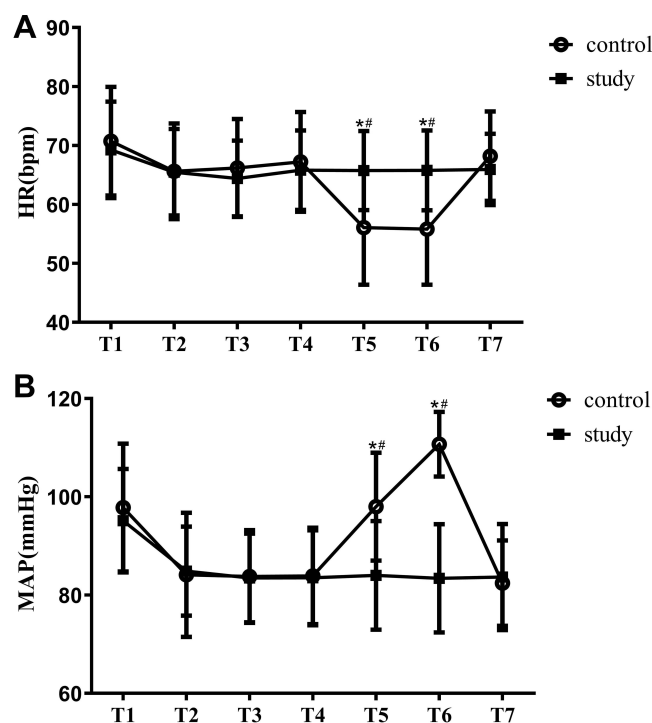 A
90
80
70
60
50
40
HR(bpm)
*# *#
T1 T2 T3 T4 T5 T6 T7
control
study
B
120
100
80
60
MAP(mmHg)
*# *#
T1 T2 T3 T4 T5 T6 T7
control
study